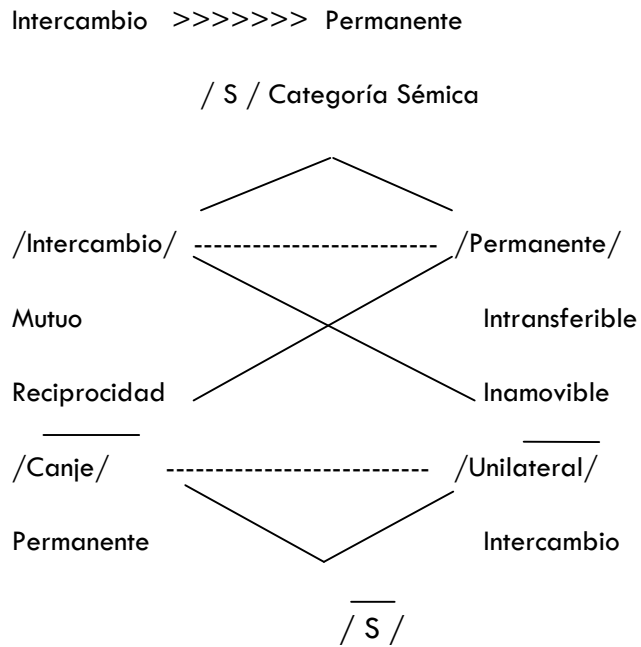 Intercambio >>>>>>> Permanente
/ S / Categoría Sémica
/Intercambio/ ---------------------- /Permanente/
Mutuo Intransferible
Reciprocidad Inamovible
/Canje/ ----------------------- /Unilateral/
Permanente Intercambio
/ S /